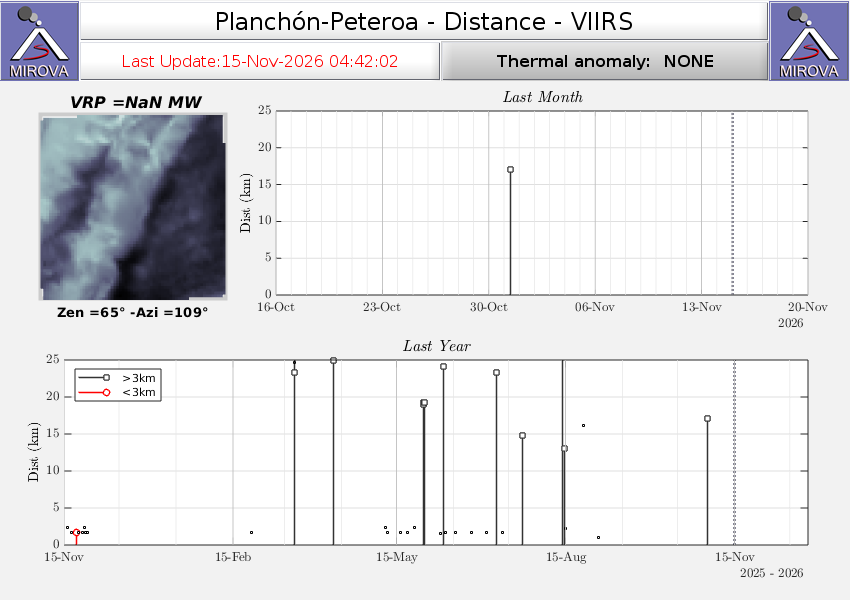 MIROVA
Planchón-Peteroa - Distance - VIIRS
MIROVA
Last Update:15-Nov-2026 04:42:02
Thermal anomaly: NONE
VRP =NaN MW
Zen =65° -Azi =109°
Last Month
Dist (km)
25
20
15
10
5
0
16-Oct
23-Oct
30-Oct
06-Nov
13-Nov
20-Nov
2026
Last Year
Dist (km)
25
20
15
10
5
0
>3km
<3km
15-Nov
15-Feb
15-May
15-Aug
15-Nov
2025 - 2026